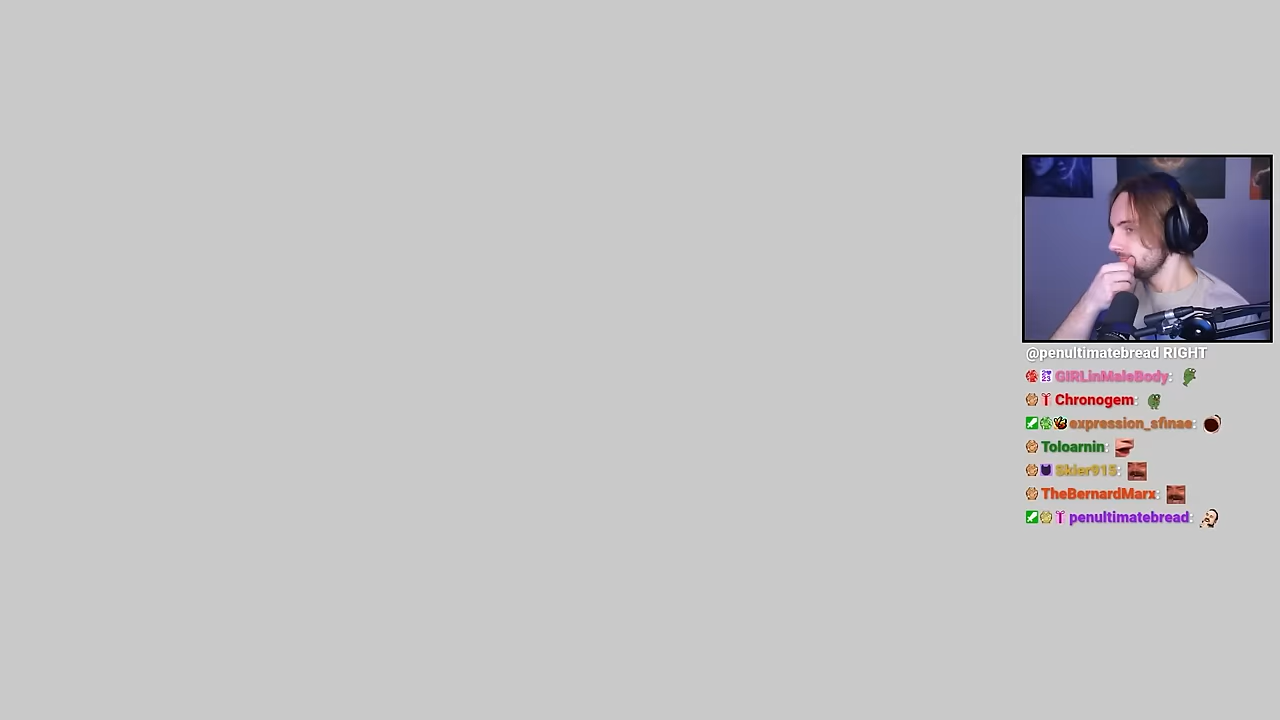 @penultimatebread RIGHT
GIRLinMaleBody:
Chronogem:
expression_sfinae:
Toloarnin:
Skier915:
TheBernardMarx:
penultimatebread: